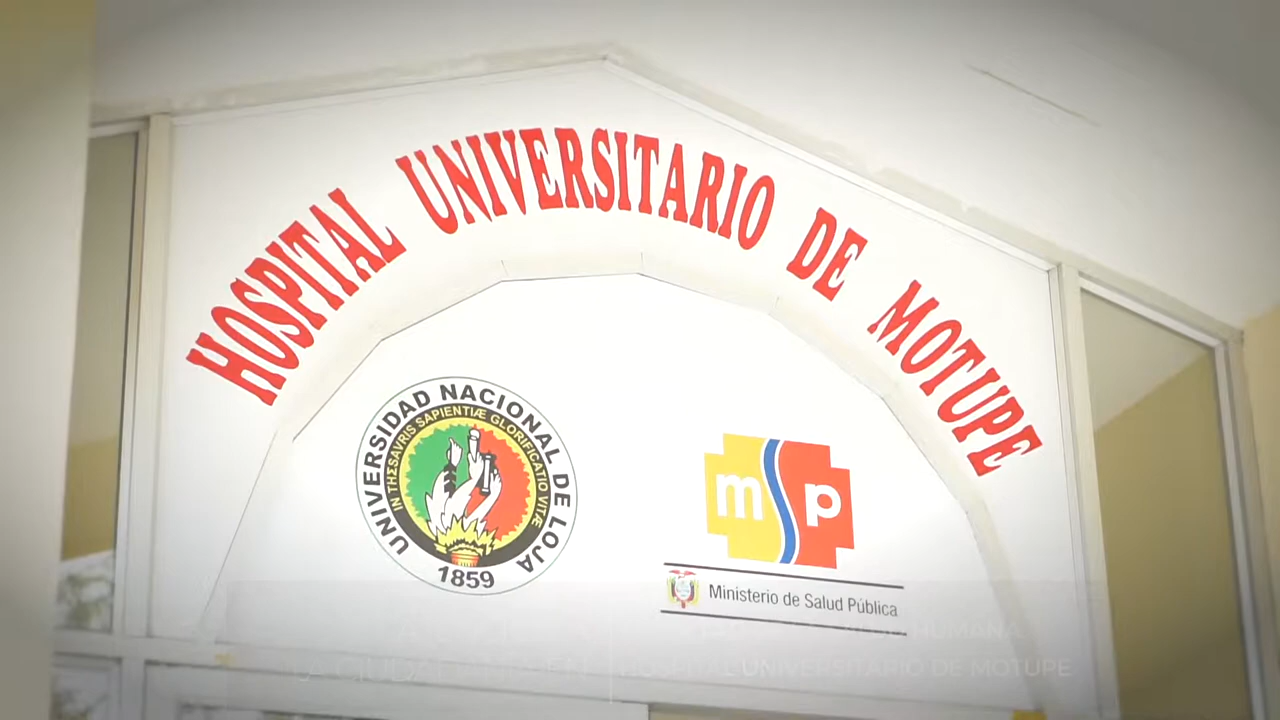 HOSPITAL UNIVERSITARIO DE MOTUPE
UNIVERSIDAD NACIONAL DE LOJA
IN THESAVRIS SAPIENTIÆ GLORIFICATIO VITÆ
1859
msp
Ministerio de Salud Pública
HUMANA
HOSPITAL UNIVERSITARIO DE MOTUPE